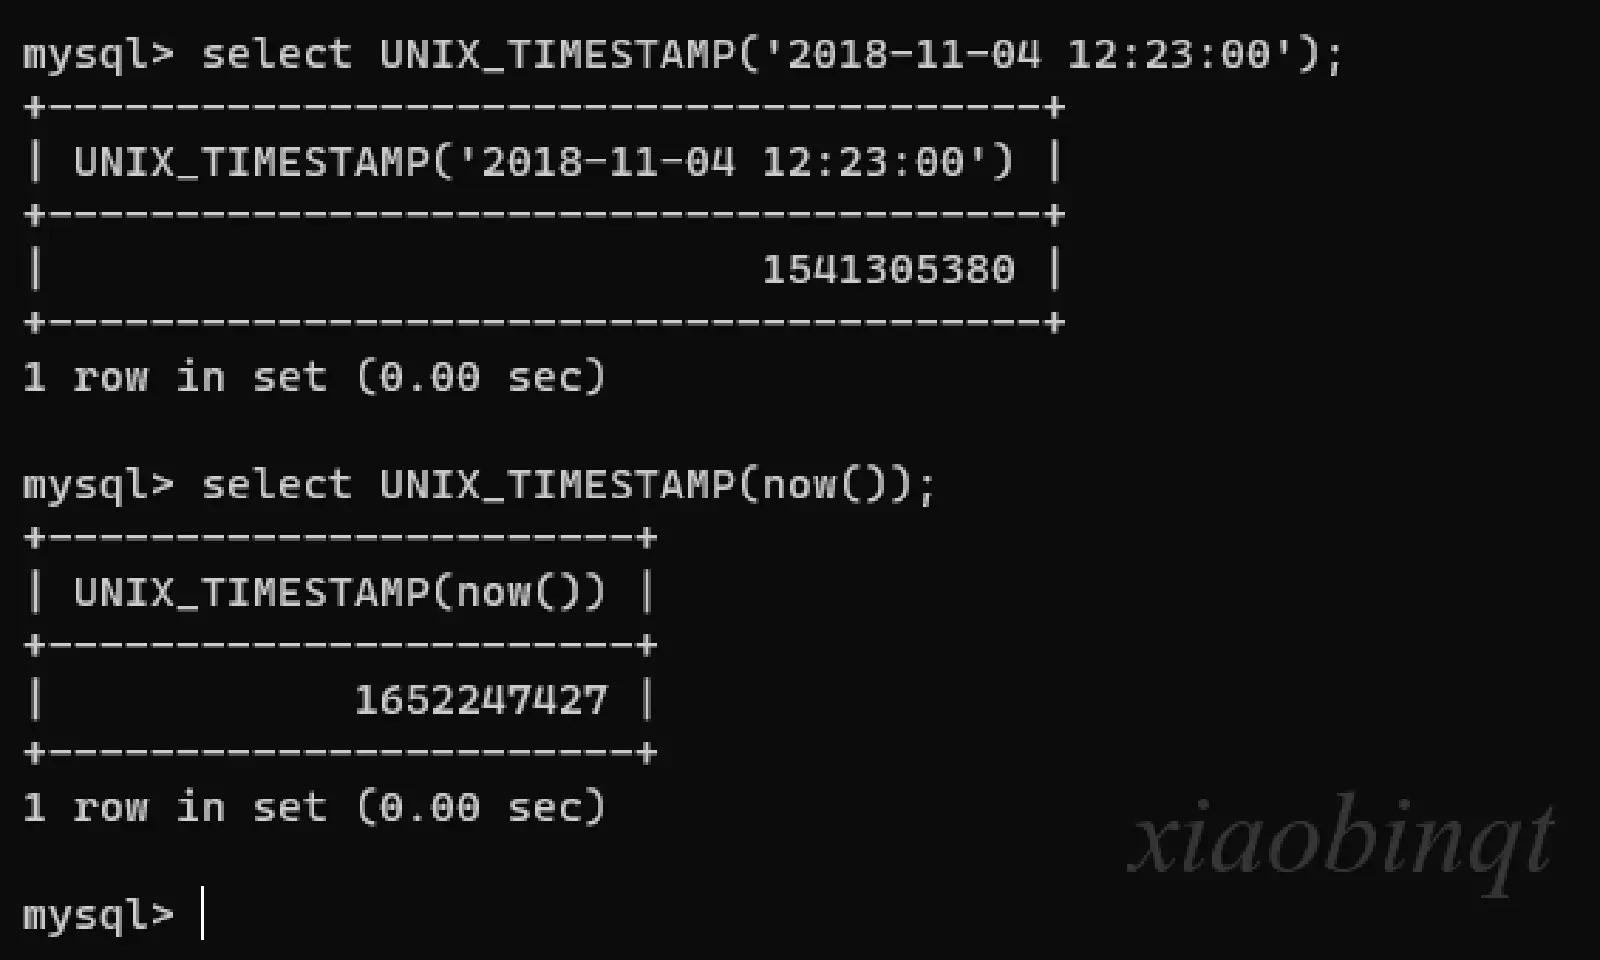 mysql> select UNIX_TIMESTAMP('2018-11-04 12:23:00');
+---------------------------------------+
| UNIX_TIMESTAMP('2018-11-04 12:23:00') |
+---------------------------------------+
|                            1541305380 |
+---------------------------------------+
1 row in set (0.00 sec)

mysql> select UNIX_TIMESTAMP(now());
+-----------------------+
| UNIX_TIMESTAMP(now()) |
+-----------------------+
|            1652247427 |
+-----------------------+
1 row in set (0.00 sec)

mysql>
xiaobinqt